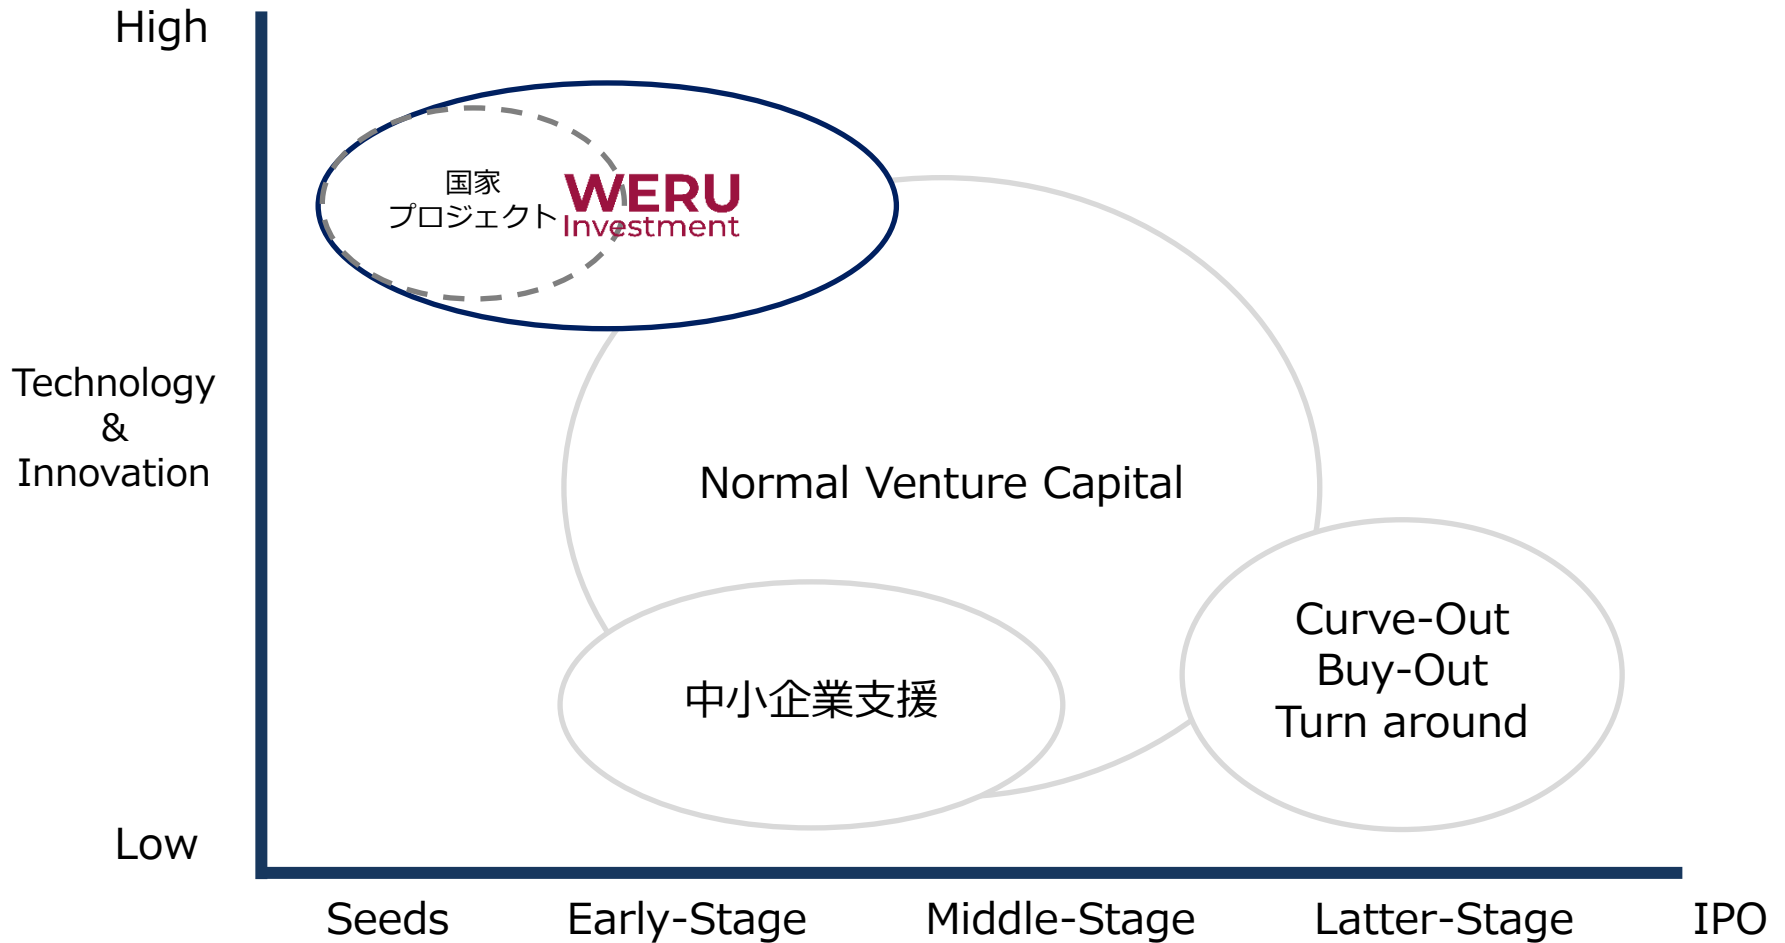 High
国家
プロジェクト
WERU
Investment
Technology
&
Innovation
Normal Venture Capital
Curve-Out
Buy-Out
Turn around
中小企業支援
Low
Seeds
Early-Stage
Middle-Stage
Latter-Stage
IPO